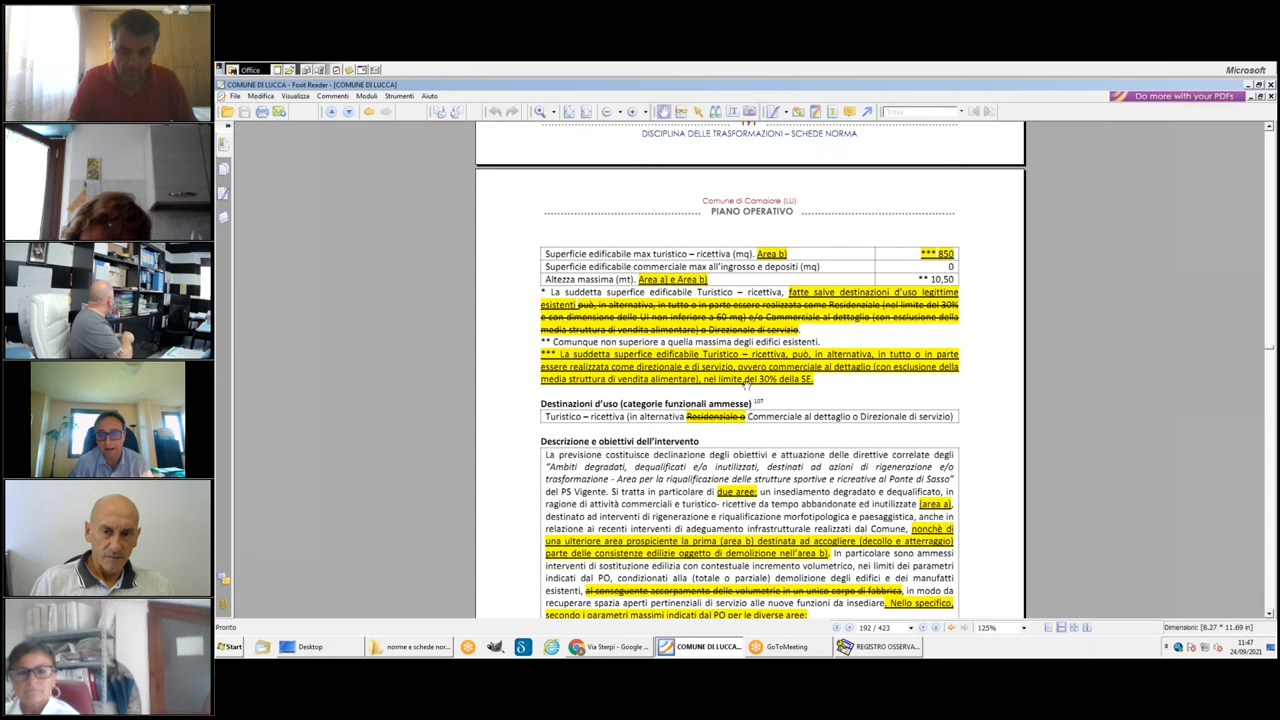 Office
Microsoft
COMUNE DI LUCCA - Foxit Reader - [COMUNE DI LUCCA]
File Modifica Visualizza Commenti Moduli Strumenti Aiuto
Do more with your PDFs
Trova
DISCIPLINA DELLE TRASFORMAZIONI – SCHEDE NORMA
Comune di Camaiore (LU)
PIANO OPERATIVO
Superficie edificabile max turistico – ricettiva (mq). Area b) *** 850
Superficie edificabile commerciale max all'ingrosso e depositi (mq) 0
Altezza massima (mt). Area a) e Area b) ** 10,50
* La suddetta superfice edificabile Turistico – ricettiva, fatte salve destinazioni d'uso legittime
esistenti può, in alternativa, in tutto o in parte essere realizzata come Residenziale (nel limite del 30%
e con dimensione delle UI non inferiore a 60 mq) e/o Commerciale al dettaglio (con esclusione della
media struttura di vendita alimentare) o Direzionale di servizio.
** Comunque non superiore a quella massima degli edifici esistenti.
*** La suddetta superfice edificabile Turistico – ricettiva, può, in alternativa, in tutto o in parte
essere realizzata come direzionale e di servizio, ovvero commerciale al dettaglio (con esclusione della
media struttura di vendita alimentare), nel limite del 30% della SE.
Destinazioni d'uso (categorie funzionali ammesse) 107
Turistico – ricettiva (in alternativa Residenziale o Commerciale al dettaglio o Direzionale di servizio)
Descrizione e obiettivi dell'intervento
La previsione costituisce declinazione degli obiettivi e attuazione delle direttive correlate degli
"Ambiti degradati, dequalificati e/o inutilizzati, destinati ad azioni di rigenerazione e/o
trasformazione - Area per la riqualificazione delle strutture sportive e ricreative al Ponte di Sasso"
del PS Vigente. Si tratta in particolare di due aree: un insediamento degradato e dequalificato, in
ragione di attività commerciali e turistico- ricettive da tempo abbandonate ed inutilizzate (area a),
destinato ad interventi di rigenerazione e riqualificazione morfotipologica e paesaggistica, anche in
relazione ai recenti interventi di adeguamento infrastrutturale realizzati dal Comune, nonchè di
una ulteriore area prospiciente la prima (area b) destinata ad accogliere (decollo e atterraggio)
parte delle consistenze edilizie oggetto di demolizione nell'area b). In particolare sono ammessi
interventi di sostituzione edilizia con contestuale incremento volumetrico, nei limiti dei parametri
indicati dal PO, condizionati alla (totale o parziale) demolizione degli edifici e dei manufatti
esistenti, al conseguente accorpamento delle volumetrie in un unico corpo di fabbrica, in modo da
recuperare spazia aperti pertinenziali di servizio alle nuove funzioni da insediare. Nello specifico,
secondo i parametri massimi indicati dal PO per le diverse aree:
Pronto 192 / 423 125% Dimensioni: [8.27 * 11.69 in]
Start Desktop norme e schede nor... Via Sterpi - Google ... COMUNE DI LUCCA... GoToMeeting REGISTRO OSSERVA...
11:47
24/09/2021